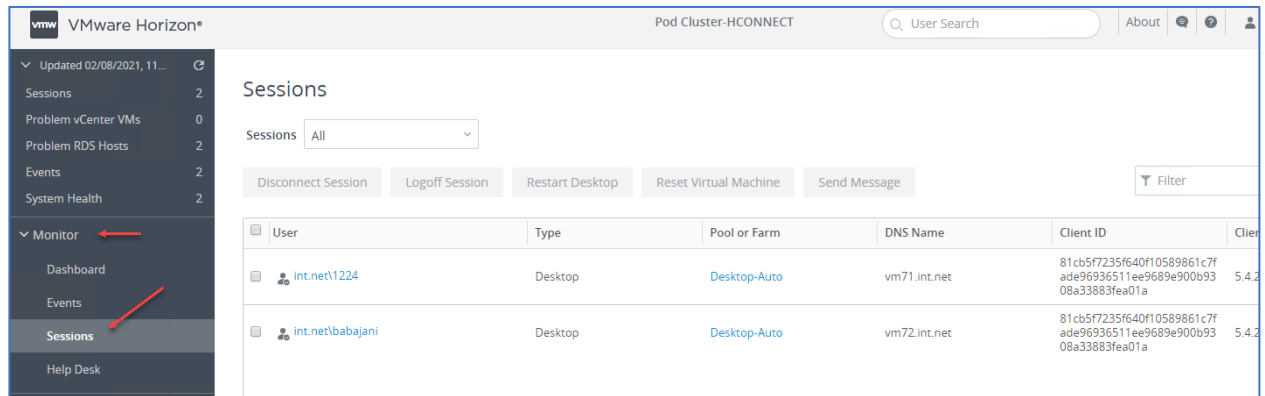 vmw VMware Horizon®
Pod Cluster-HCONNECT
User Search
About
Updated 02/08/2021, 11...
Sessions 2
Problem vCenter VMs 0
Problem RDS Hosts 2
Events 2
System Health 2
Monitor
Dashboard
Events
Sessions
Help Desk
Sessions
Sessions All
Disconnect Session Logoff Session Restart Desktop Reset Virtual Machine Send Message
Filter
User Type Pool or Farm DNS Name Client ID Clier
int.net\1224 Desktop Desktop-Auto vm71.int.net 81cb5f7235f640f10589861c7f
ade96936511ee9689e900b93 5.4.2
08a33883fea01a
int.net\babajani Desktop Desktop-Auto vm72.int.net 81cb5f7235f640f10589861c7f
ade96936511ee9689e900b93 5.4.2
08a33883fea01a